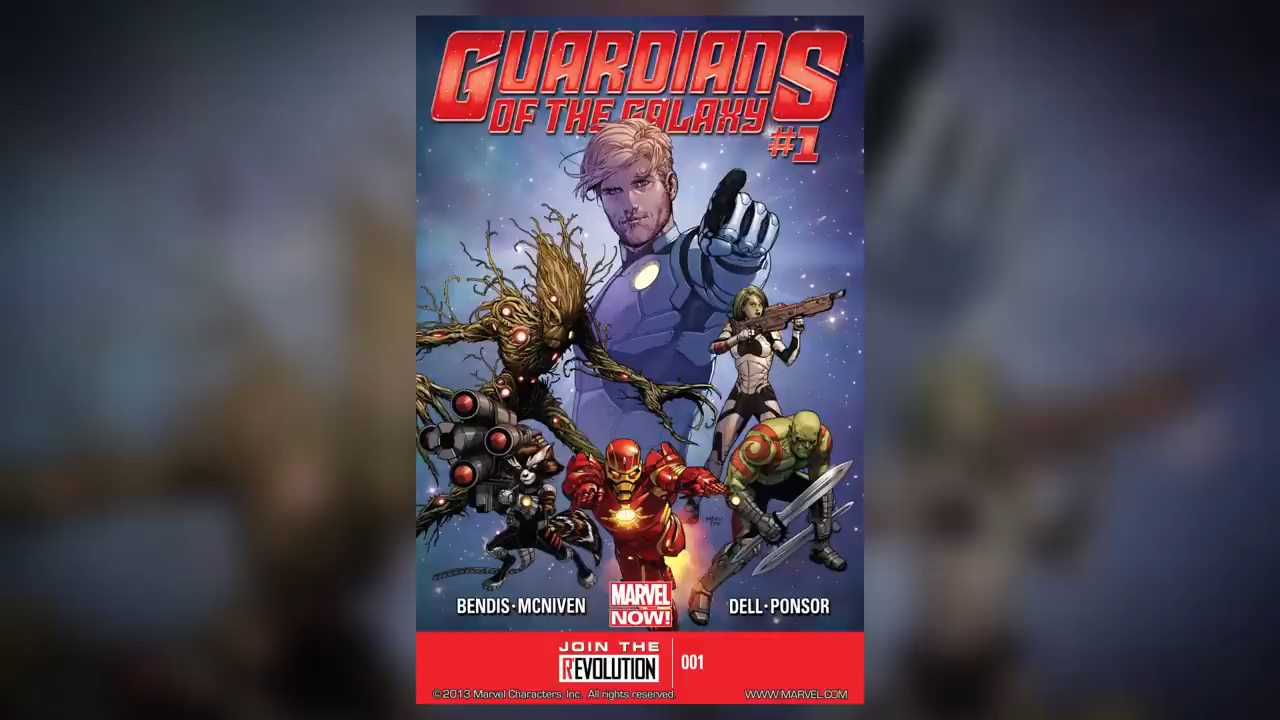 GUARDIANS
OF THE GALAXY
#1
BENDIS·MCNIVEN
MARVEL
NOW!
DELL·PONSOR
JOIN THE
REVOLUTION
001
©2013 Marvel Characters, Inc. All rights reserved.
WWW.MARVEL.COM